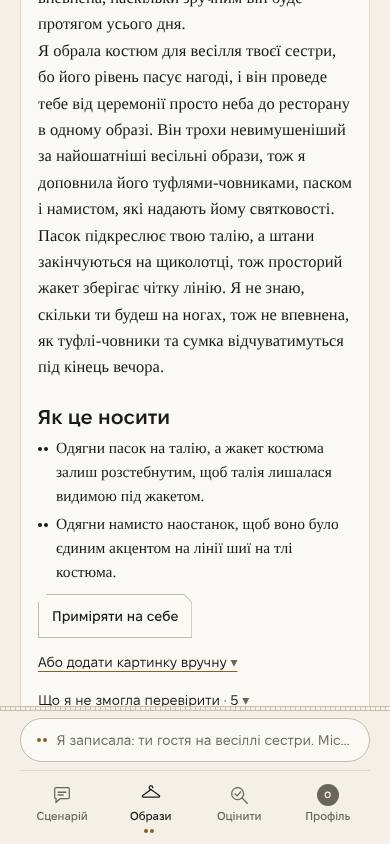 протягом усього дня.
Я обрала костюм для весілля твоєї сестри,
бо його рівень пасує нагоді, і він проведе
тебе від церемонії просто неба до ресторану
в одному образі. Він трохи невимушеніший
за найошатніші весільні образи, тож я
доповнила його туфлями-човниками, паском
і намистом, які надають йому святковості.
Пасок підкреслює твою талію, а штани
закінчуються на щиколотці, тож просторий
жакет зберігає чітку лінію. Я не знаю,
скільки ти будеш на ногах, тож не впевнена,
як туфлі-човники та сумка відчуватимуться
під кінець вечора.
Як це носити
•• Одягни пасок на талію, а жакет костюма
залиш розстебнутим, щоб талія лишалася
видимою під жакетом.
•• Одягни намисто наостанок, щоб воно було
єдиним акцентом на лінії шиї на тлі
костюма.
Приміряти на себе
Або додати картинку вручну ▾
Що я не змогла перевірити · 5 ▾
•• Я записала: ти гостя на весіллі сестри. Міс...
Сценарій
Образи
Оцінити
О
Профіль